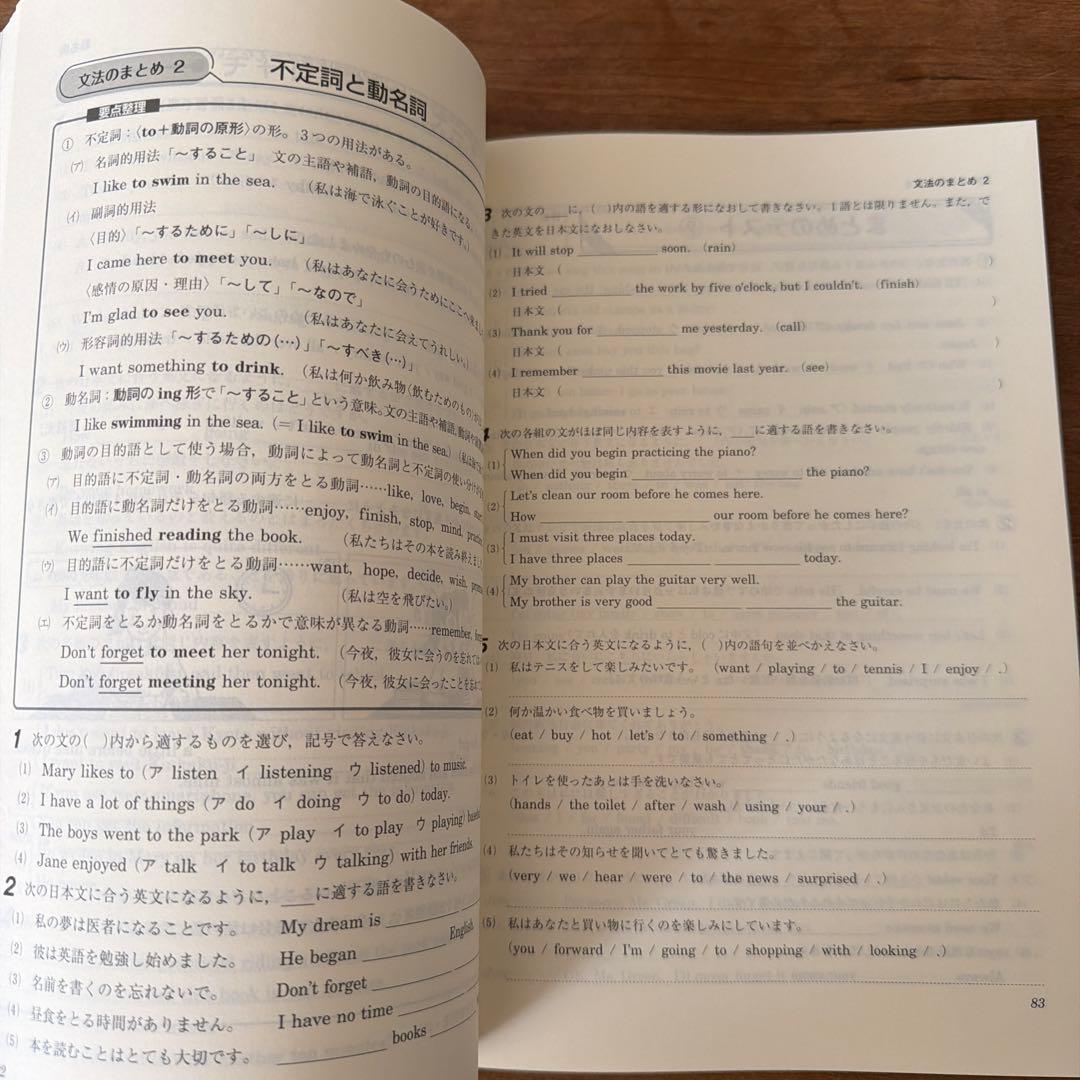 文法のまとめ 2
不定詞と動名詞
要点整理
① 不定詞:〈to+動詞の原形〉の形。3つの用法がある。
(ア) 名詞的用法「～すること」 文の主語や補語,動詞の目的語になる。
I like to swim in the sea. (私は海で泳ぐことが好きです。)
(イ) 副詞的用法
〈目的〉「～するために」「～しに」
I came here to meet you. (私はあなたに会うためにここへ来まし
〈感情の原因・理由〉「～して」「～なので」
I'm glad to see you. (私はあなたに会えてうれしい。)
(ウ) 形容詞的用法「～するための(…)」「～すべき(…)」
I want something to drink. (私は何か飲み物〈飲むためのもの〉が
② 動名詞:動詞の ing 形で「～すること」という意味。文の主語や補語,動詞や
I like swimming in the sea. (= I like to swim in the sea.) (私は海で
③ 動詞の目的語として使う場合,動詞によって動名詞と不定詞の使い分けが
(ア) 目的語に不定詞・動名詞の両方をとる動詞……like, love, begin,
(イ) 目的語に動名詞だけをとる動詞……enjoy, finish, stop, mind,
We finished reading the book. (私たちはその本を読み終えまし
(ウ) 目的語に不定詞だけをとる動詞……want, hope, decide, wish,
I want to fly in the sky. (私は空を飛びたい。)
(エ) 不定詞をとるか動名詞をとるかで意味が異なる動詞……remember,
Don't forget to meet her tonight. (今夜,彼女に会うのを忘れ
Don't forget meeting her tonight. (今夜,彼女に会ったことを忘
1 次の文の( )内から適するものを選び,記号で答えなさい。
(1) Mary likes to (ア listen イ listening ウ listened) to music.
(2) I have a lot of things (ア do イ doing ウ to do) today.
(3) The boys went to the park (ア play イ to play ウ playing)
(4) Jane enjoyed (ア talk イ to talk ウ talking) with her friends.
2 次の日本文に合う英文になるように,____に適する語を書きなさい。
(1) 私の夢は医者になることです。 My dream is ____
(2) 彼は英語を勉強し始めました。 He began ____ English.
(3) 名前を書くのを忘れないで。 Don't forget ____
(4) 昼食をとる時間がありません。 I have no time ____
(5) 本を読むことはとても大切です。 ____ books ____
文法のまとめ 2
3 次の文の____に,( )内の語を適する形になおして書きなさい。1語とは限りません。また,で
きた英文を日本文になおしなさい。
(1) It will stop ____ soon. (rain)
日本文 ( )
(2) I tried ____ the work by five o'clock, but I couldn't. (finish)
日本文 ( )
(3) Thank you for ____ me yesterday. (call)
日本文 ( )
(4) I remember ____ this movie last year. (see)
日本文 ( )
4 次の各組の文がほぼ同じ内容を表すように,____に適する語を書きなさい。
(1) When did you begin practicing the piano?
When did you begin ____ ____ the piano?
(2) Let's clean our room before he comes here.
How ____ ____ our room before he comes here?
(3) I must visit three places today.
I have three places ____ ____ today.
(4) My brother can play the guitar very well.
My brother is very good ____ ____ the guitar.
5 次の日本文に合う英文になるように,( )内の語句を並べかえなさい。
(1) 私はテニスをして楽しみたいです。(want / playing / to / tennis / I / enjoy / .)
(2) 何か温かい食べ物を買いましょう。
(eat / buy / hot / let's / to / something / .)
(3) トイレを使ったあとは手を洗いなさい。
(hands / the toilet / after / wash / using / your / .)
(4) 私たちはその知らせを聞いてとても驚きました。
(very / we / hear / were / to / the news / surprised / .)
(5) 私はあなたと買い物に行くのを楽しみにしています。
(you / forward / I'm / going / to / shopping / with / looking / .)
83